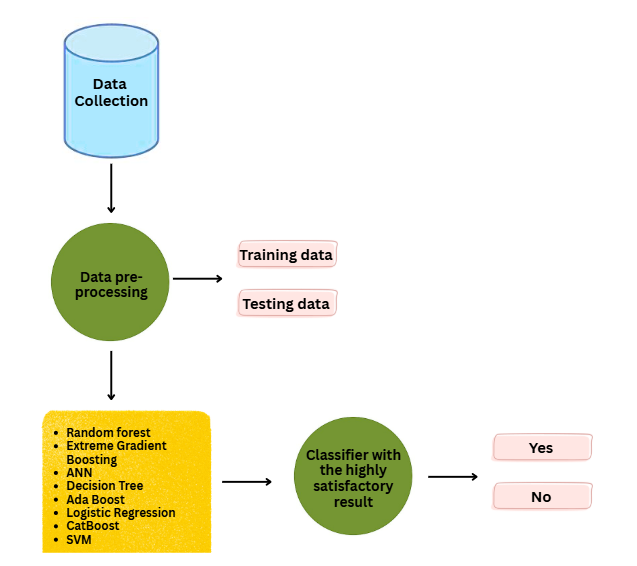 Data
Collection
Data pre-
processing
Training data
Testing data
• Random forest
• Extreme Gradient
Boosting
• ANN
• Decision Tree
• Ada Boost
• Logistic Regression
• CatBoost
• SVM
Classifier with
the highly
satisfactory
result
Yes
No